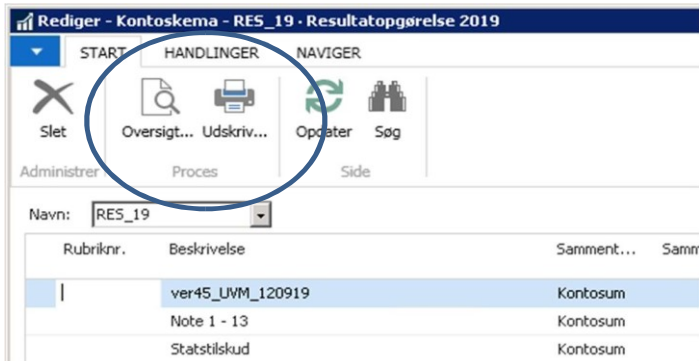 Rediger - Kontoskema - RES_19 · Resultatopgørelse 2019
START HANDLINGER NAVIGER
Slet Oversigt... Udskriv... Opdater Søg
Administrer Proces Side
Navn: RES_19
Rubriknr. Beskrivelse Samment... Samm
ver45_UVM_120919 Kontosum
Note 1 - 13 Kontosum
Statstilskud Kontosum